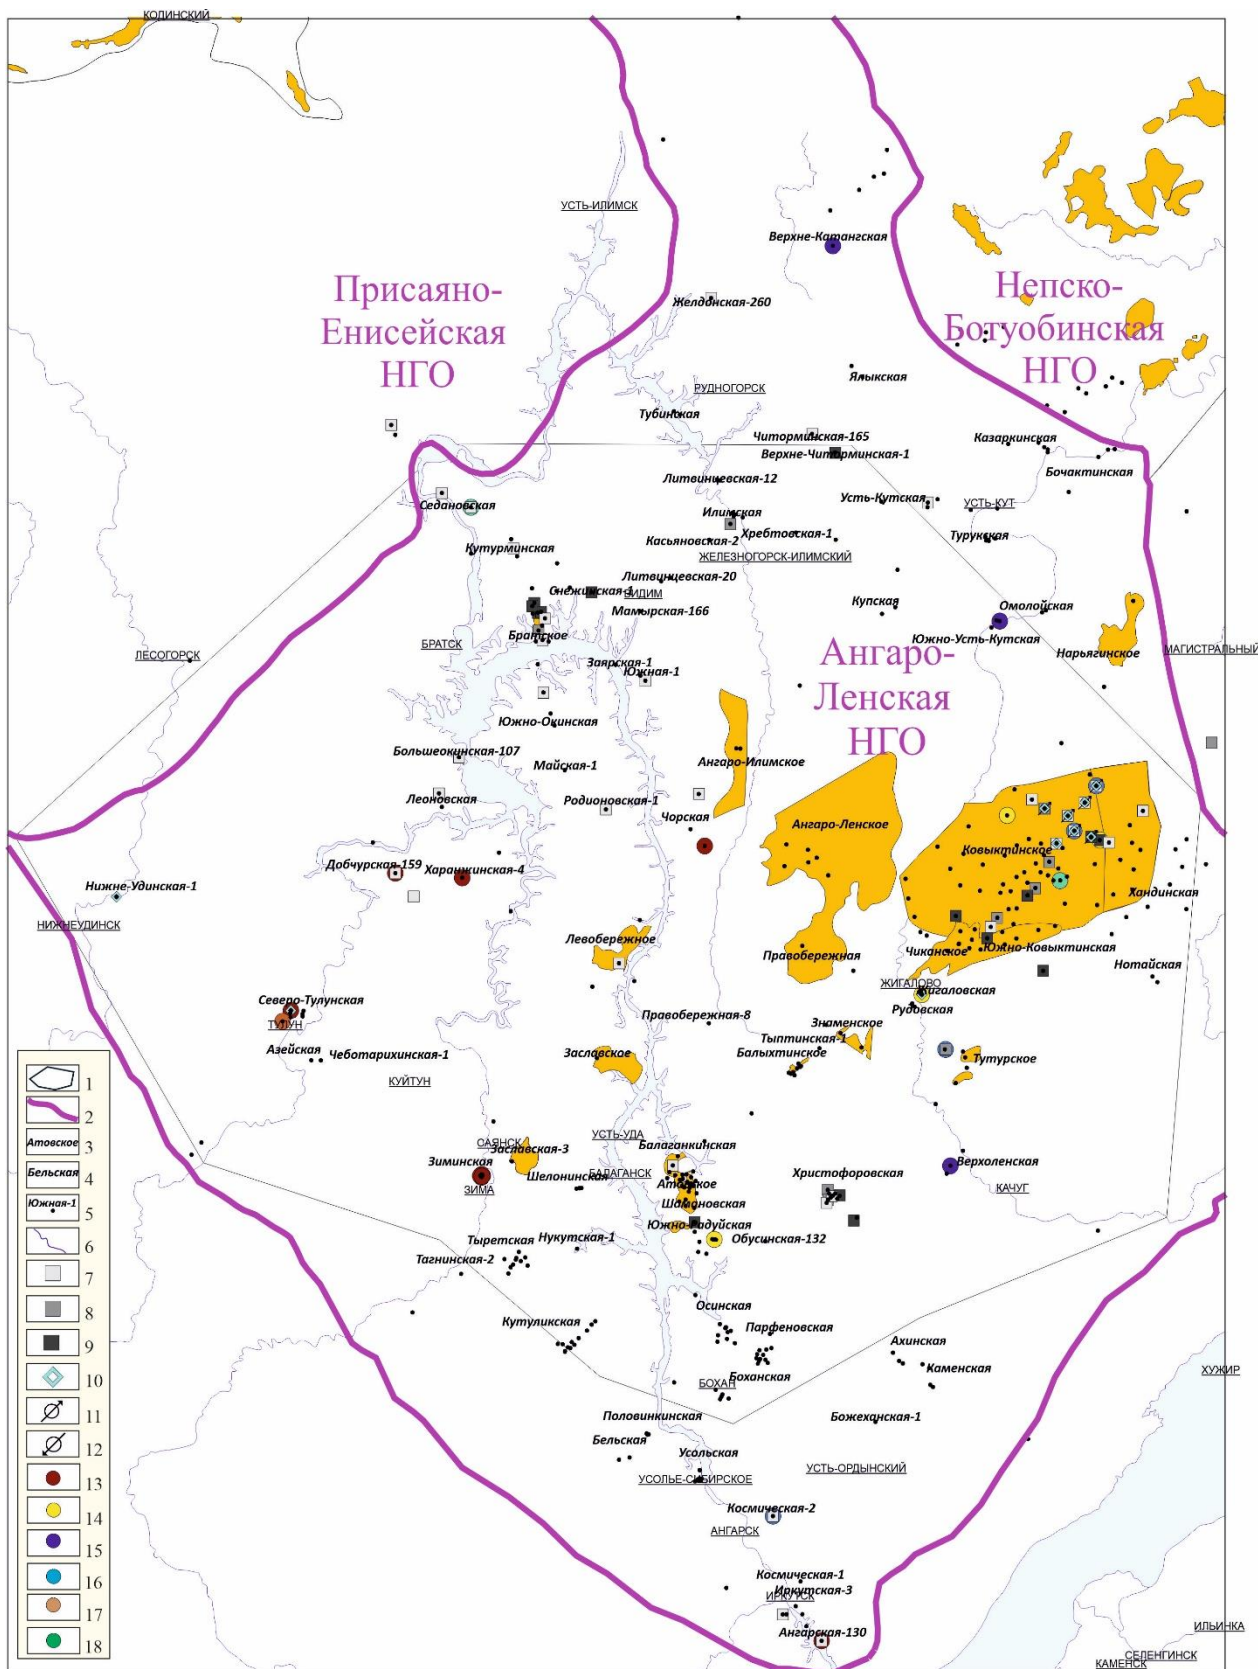 КОДИНСКИЙ
УСТЬ-ИЛИМСК
Верхне-Катангская
Присаяно-
Енисейская
НГО
Непско-
Ботуобинская
НГО
Желдонская-260
Ялыкская
РУДНОГОРСК
Тубинская
Читорминская-165
Верхне-Читорминская-1
Казаркинская
Бочактинская
Литвинцевская-12
Седановская
Усть-Кутская
УСТЬ-КУТ
Илимская
Хребтовская-1
Касьяновская-2
Турукская
Кутурминская
ЖЕЛЕЗНОГОРСК-ИЛИМСКИЙ
Литвинцевская-20
Снежинская-1
ВИДИМ
Мамырская-166
Купская
Омолойская
Братское
БРАТСК
Южно-Усть-Кутская
Нарьягинское
МАГИСТРАЛЬНЫЙ
ЛЕСОГОРСК
Заярская-1
Южная-1
Ангаро-
Ленская
НГО
Южно-Окинская
Большеокинская-107
Майская-1
Ангаро-Илимское
Леоновская
Родионовская-1
Чорская
Ангаро-Ленское
Ковыктинское
Добчурская-159
Харанжинская-4
Нижне-Удинская-1
Хандинская
НИЖНЕУДИНСК
Левобережное
Правобережная
Чиканское
Южно-Ковыктинская
Нотайская
ЖИГАЛОВО
Жигаловская
Северо-Тулунская
Рудовская
ТУЛУН
Правобережная-8
Знаменское
Тыптинская-1
Азейская
Чеботарихинская-1
Заславское
Балыхтинское
Тутурское
КУЙТУН
УСТЬ-УДА
САЯНСК
Заславская-3
Балаганкинская
Зиминская
Шелонинская
БАЛАГАНСК
Атовское
Христофоровская
Верхоленская
ЗИМА
КАЧУГ
Шамановская
Южно-Радуйская
Тыретская
Нукутская-1
Обусинская-132
Тагнинская-2
Осинская
Кутуликская
Парфеновская
Ахинская
Каменская
Боханская
БОХАН
ХУЖИР
Половинкинская
Божеханская-1
Бельская
Усольская
УСОЛЬЕ-СИБИРСКОЕ
УСТЬ-ОРДЫНСКИЙ
Космическая-2
АНГАРСК
Космическая-1
Иркутская-3
ИРКУТСК
Ангарская-130
ИЛЬИНКА
СЕЛЕНГИНСК
КАМЕНСК
1
2
Атовское 3
Бельская 4
Южная-1 5
6
7
8
9
10
11
12
13
14
15
16
17
18